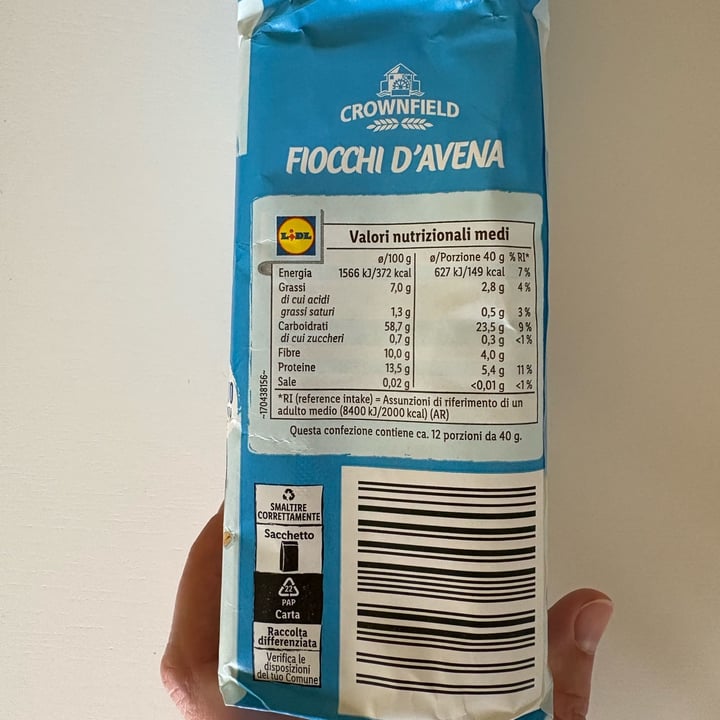 CROWNFIELD
FIOCCHI D'AVENA
LIDL
Valori nutrizionali medi
ø/100 g ø/Porzione 40 g % RI*
Energia 1566 kJ/372 kcal 627 kJ/149 kcal 7 %
Grassi 7,0 g 2,8 g 4 %
di cui acidi
grassi saturi 1,3 g 0,5 g 3 %
Carboidrati 58,7 g 23,5 g 9 %
di cui zuccheri 0,7 g 0,3 g <1 %
Fibre 10,0 g 4,0 g
Proteine 13,5 g 5,4 g 11 %
Sale 0,02 g <0,01 g <1 %
*RI (reference intake) = Assunzioni di riferimento di un
adulto medio (8400 kJ/2000 kcal) (AR)
~170438156~
Questa confezione contiene ca. 12 porzioni da 40 g.
SMALTIRE
CORRETTAMENTE
Sacchetto
22
PAP
Carta
Raccolta
differenziata
Verifica le
disposizioni
del tuo Comune!